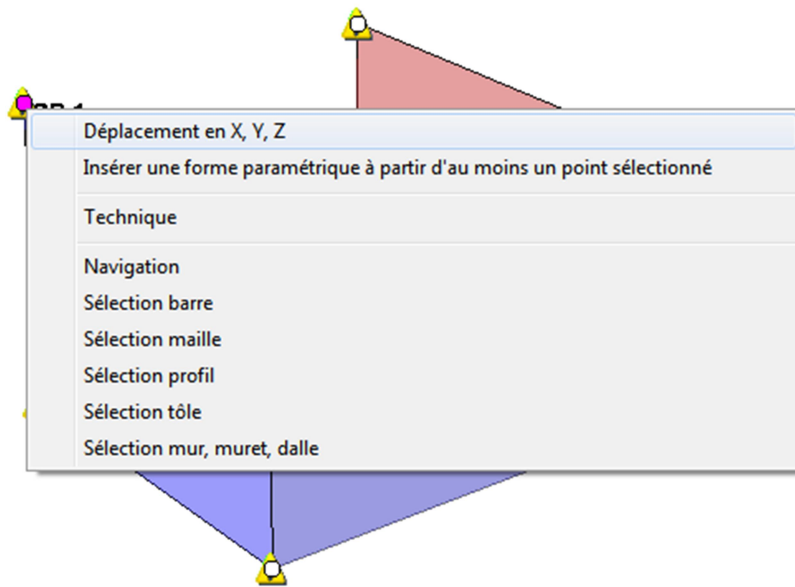 Déplacement en X, Y, Z
Insérer une forme paramétrique à partir d'au moins un point sélectionné
Technique
Navigation
Sélection barre
Sélection maille
Sélection profil
Sélection tôle
Sélection mur, muret, dalle